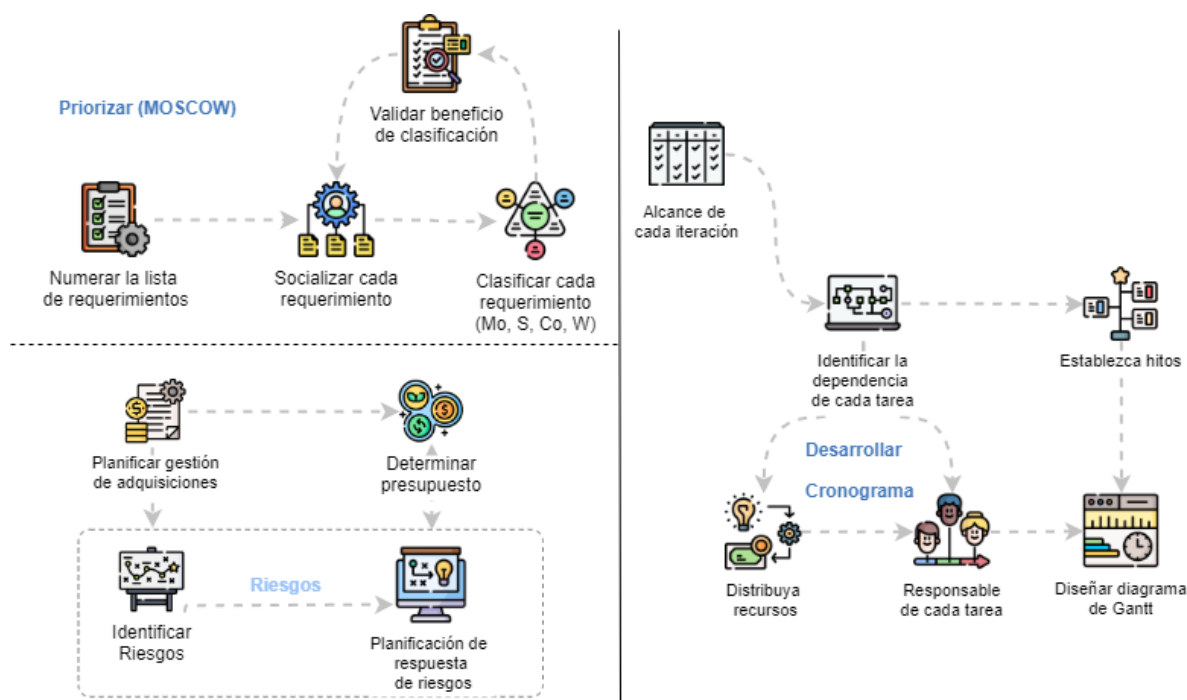 Priorizar (MOSCOW)
Validar beneficio
de clasificación
Numerar la lista
de requerimientos
Socializar cada
requerimiento
Clasificar cada
requerimiento
(Mo, S, Co, W)
Planificar gestión
de adquisiciones
Determinar
presupuesto
Riesgos
Identificar
Riesgos
Planificación de
respuesta
de riesgos
Alcance de
cada iteración
Identificar la
dependencia
de cada tarea
Establezca hitos
Desarrollar
Cronograma
Distribuya
recursos
Responsable
de cada tarea
Diseñar diagrama
de Gantt